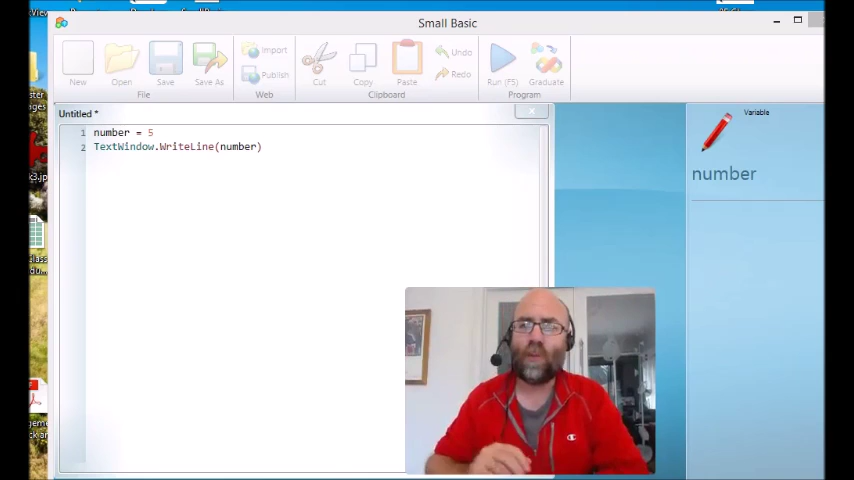 Small Basic
New
Open
Save
Save As
Import
Publish
Cut
Copy
Paste
Undo
Redo
Run (F5)
Graduate
File
Web
Clipboard
Program
Untitled *
Variable
1 number = 5
2 TextWindow.WriteLine(number)
number